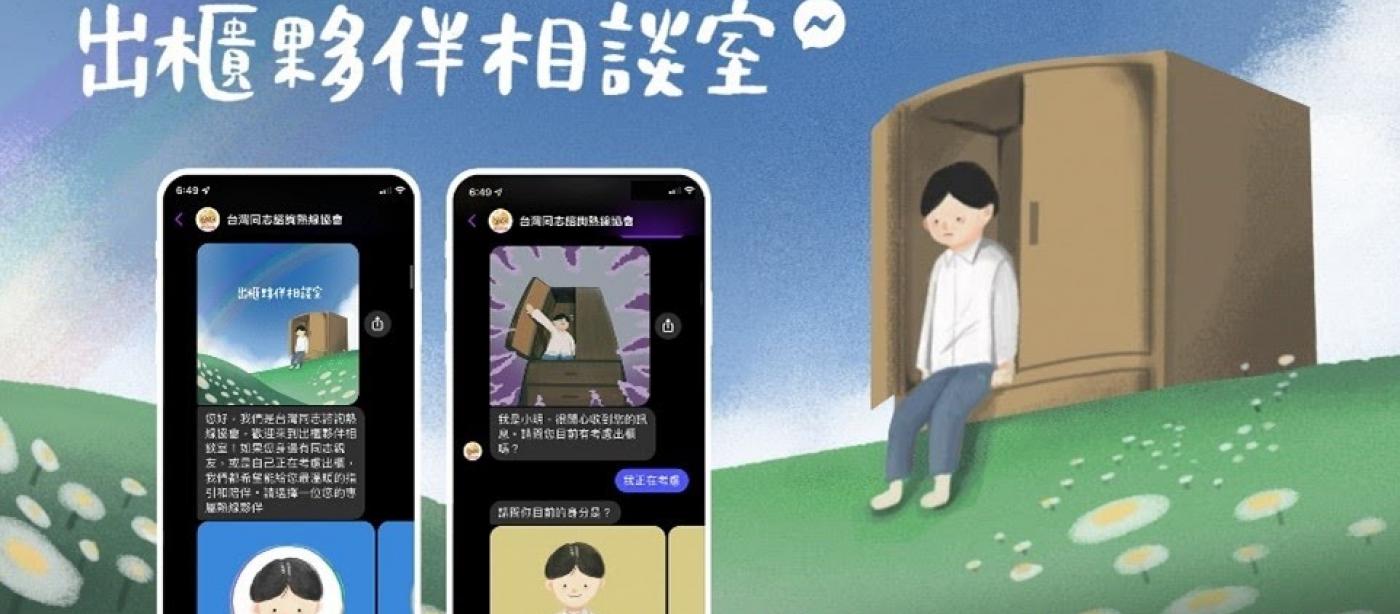 出櫃夥伴相談室
6:49
台灣同志諮詢熱線協會
出櫃夥伴相談室
您好，我們是台灣同志諮詢熱
線協會，歡迎來到出櫃夥伴相
談室！如果您身邊有同志親
友，或是自己正在考慮出櫃，
我們都希望能給您最溫暖的指
引和陪伴。請選擇一位您的專
屬熱線夥伴
6:49
台灣同志諮詢熱線協會
我是小明，很開心收到您的訊
息。請問您目前有考慮出櫃
嗎？
我正在考慮
請問你目前的身分是？